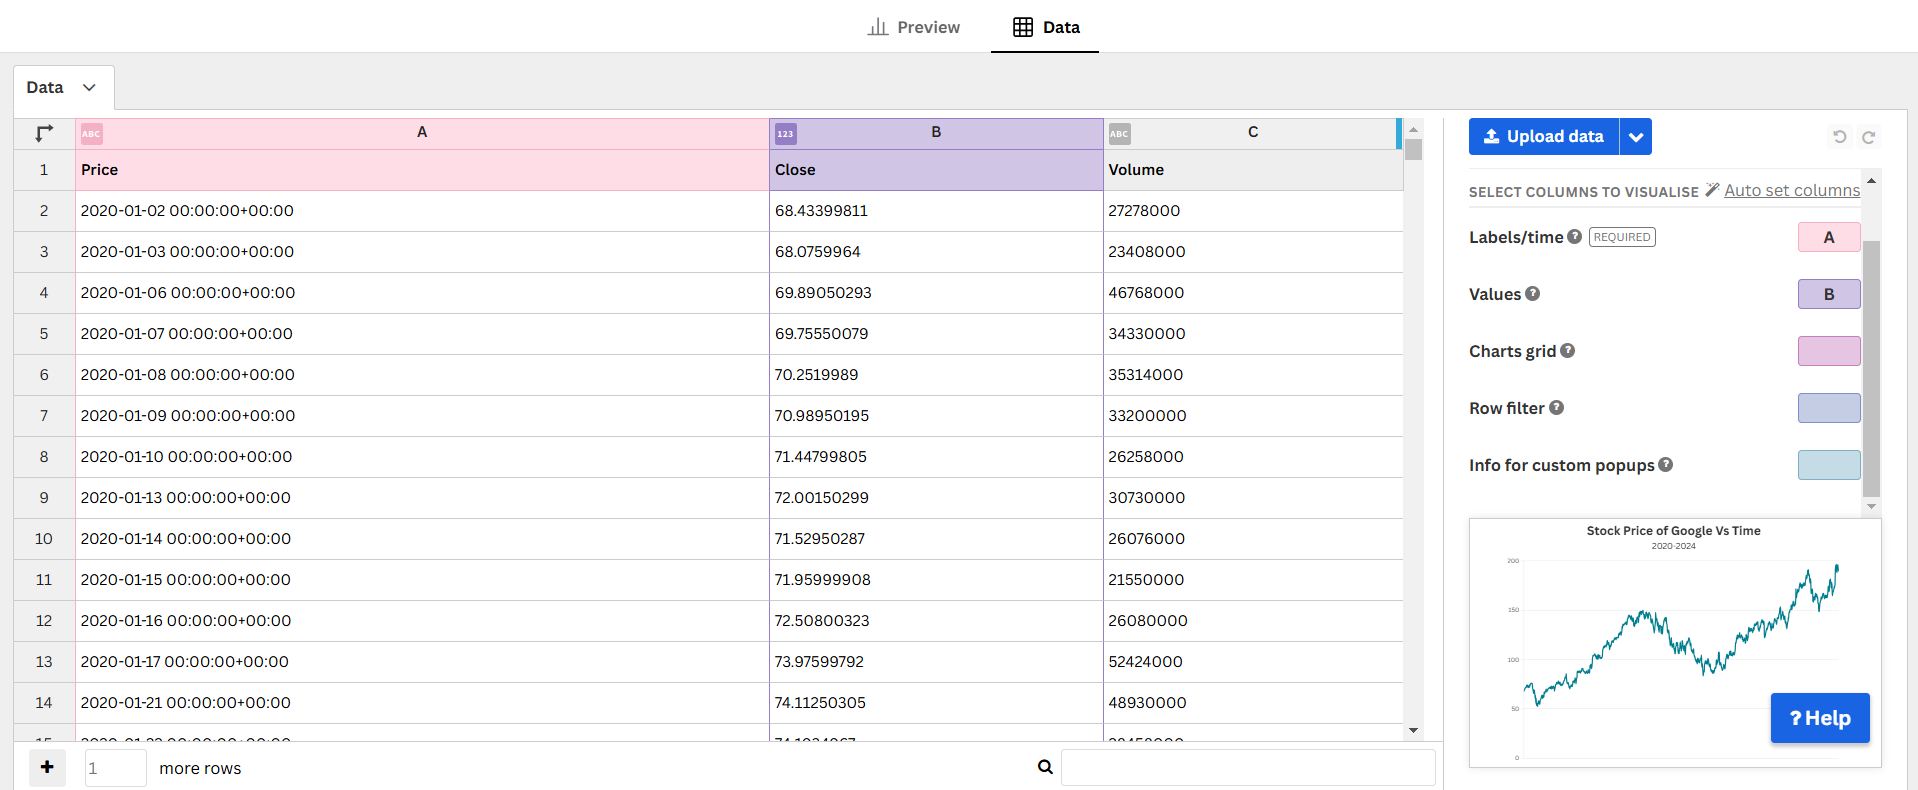 Preview Data
Data
ABC A 123 B ABC C
1 Price Close Volume
2 2020-01-02 00:00:00+00:00 68.43399811 27278000
3 2020-01-03 00:00:00+00:00 68.0759964 23408000
4 2020-01-06 00:00:00+00:00 69.89050293 46768000
5 2020-01-07 00:00:00+00:00 69.75550079 34330000
6 2020-01-08 00:00:00+00:00 70.2519989 35314000
7 2020-01-09 00:00:00+00:00 70.98950195 33200000
8 2020-01-10 00:00:00+00:00 71.44799805 26258000
9 2020-01-13 00:00:00+00:00 72.00150299 30730000
10 2020-01-14 00:00:00+00:00 71.52950287 26076000
11 2020-01-15 00:00:00+00:00 71.95999908 21550000
12 2020-01-16 00:00:00+00:00 72.50800323 26080000
13 2020-01-17 00:00:00+00:00 73.97599792 52424000
14 2020-01-21 00:00:00+00:00 74.11250305 48930000
1 more rows
Upload data
SELECT COLUMNS TO VISUALISE Auto set columns
Labels/time ? REQUIRED A
Values ? B
Charts grid ?
Row filter ?
Info for custom popups ?
Stock Price of Google Vs Time
2020-2024
200
150
100
50
0
? Help